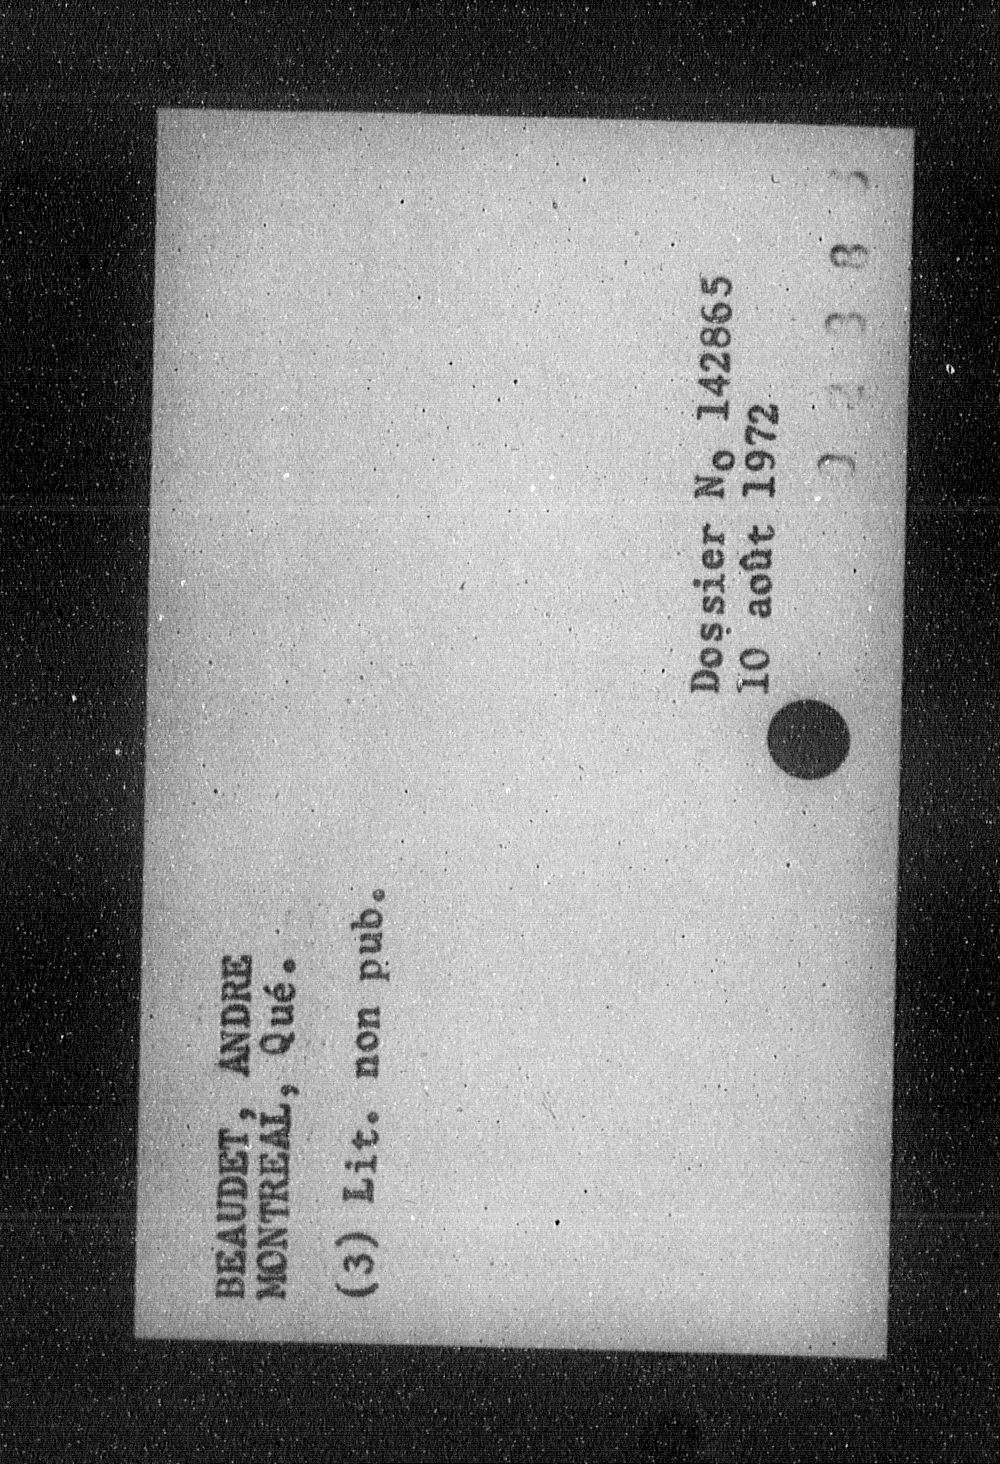 BEAUDET, ANDRE
MONTREAL, Qué.
(3) Lit. non pub.
Dossier No 142865
10 août 1972